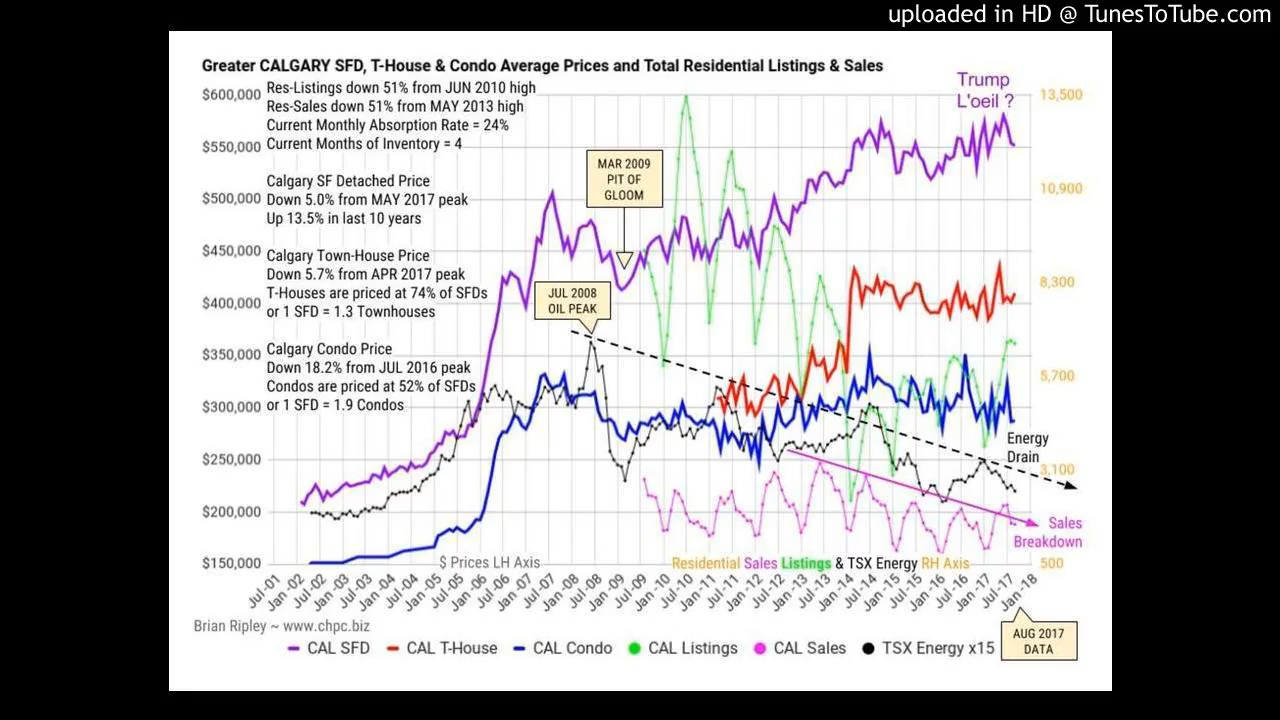 uploaded in HD @ TunesToTube.com
Greater CALGARY SFD, T-House & Condo Average Prices and Total Residential Listings & Sales
Res-Listings down 51% from JUN 2010 high
Res-Sales down 51% from MAY 2013 high
Current Monthly Absorption Rate = 24%
Current Months of Inventory = 4
Calgary SF Detached Price
Down 5.0% from MAY 2017 peak
Up 13.5% in last 10 years
Calgary Town-House Price
Down 5.7% from APR 2017 peak
T-Houses are priced at 74% of SFDs
or 1 SFD = 1.3 Townhouses
Calgary Condo Price
Down 18.2% from JUL 2016 peak
Condos are priced at 52% of SFDs
or 1 SFD = 1.9 Condos
$600,000
$550,000
$500,000
$450,000
$400,000
$350,000
$300,000
$250,000
$200,000
$150,000
MAR 2009
PIT OF
GLOOM
JUL 2008
OIL PEAK
Trump
L'oeil ?
13,500
10,900
8,300
5,700
3,100
500
Energy
Drain
Sales
Breakdown
$ Prices LH Axis
Residential Sales Listings & TSX Energy RH Axis
Jul-01
Jan-02
Jul-02
Jan-03
Jul-03
Jan-04
Jul-04
Jan-05
Jul-05
Jan-06
Jul-06
Jan-07
Jul-07
Jan-08
Jul-08
Jan-09
Jul-09
Jan-10
Jul-10
Jan-11
Jul-11
Jan-12
Jul-12
Jan-13
Jul-13
Jan-14
Jul-14
Jan-15
Jul-15
Jan-16
Jul-16
Jan-17
Jul-17
Jan-18
AUG 2017
DATA
Brian Ripley ~ www.chpc.biz
CAL SFD
CAL T-House
CAL Condo
CAL Listings
CAL Sales
TSX Energy x15